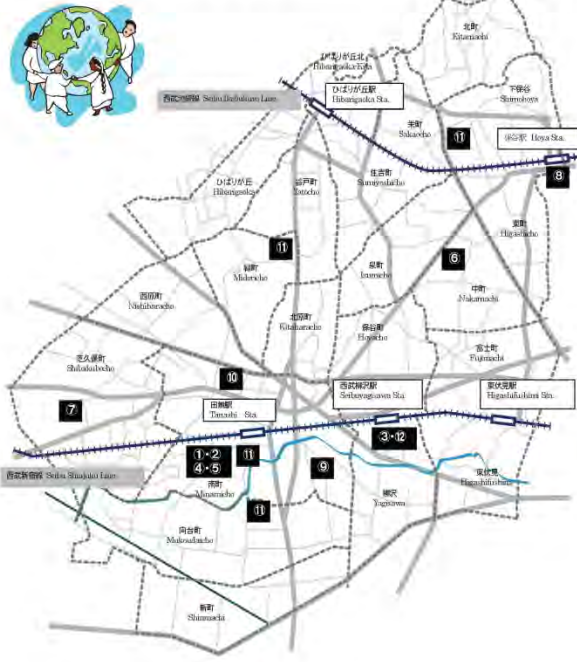 北町
Kitamachi
ひばりが丘北
Hibarigaoka-Kita
下保谷
Shimohoya
ひばりが丘駅
Hibarigaoka Sta.
西武池袋線 Seibu Ikebukuro Line
栄町
Sakaecho
⑪
保谷駅 Hoya Sta.
⑧
ひばりが丘
Hibarigaoka
谷戸町
Yatocho
住吉町
Sumiyoshicho
東町
Higashicho
⑪
⑥
緑町
Midoricho
泉町
Izumicho
西原町
Nishiharacho
中町
Nakamachi
北原町
Kitaharacho
保谷町
Hoyacho
富士町
Fujimachi
芝久保町
Shibakubocho
⑩
⑦
田無駅
Tanashi Sta.
西武柳沢駅
Seibuyagisawa Sta.
東伏見駅
Higashifushimi Sta.
③・⑫
①・②
④・⑤
⑪
⑨
西武新宿線 Seibu Shinjuku Line
南町
Minamicho
東伏見
Higashifushimi
柳沢
Yagisawa
⑪
向台町
Mukodaicho
新町
Shinmachi